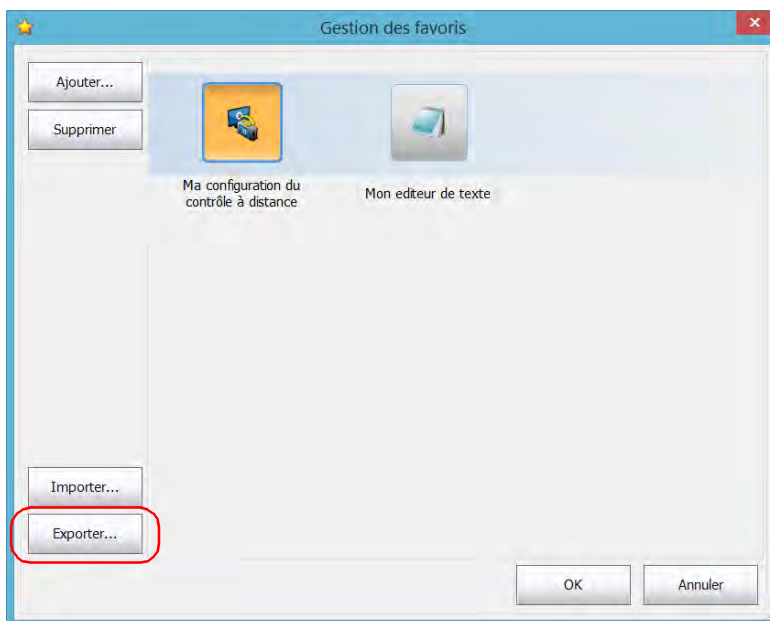 Gestion des favoris
Ajouter...
Supprimer
Ma configuration du
contrôle à distance
Mon editeur de texte
Importer...
Exporter...
OK
Annuler